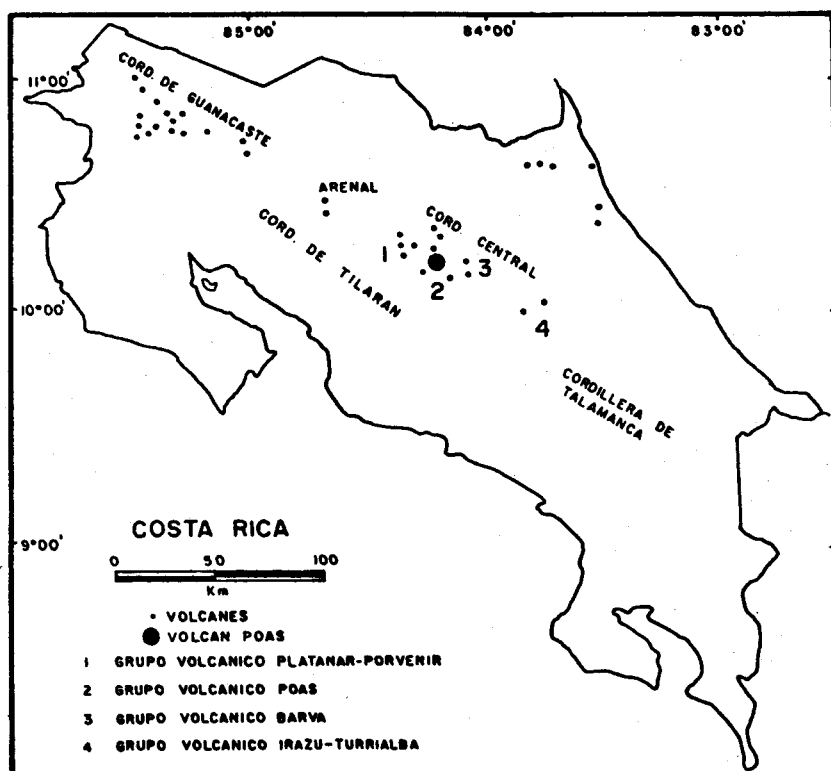 85°00'
84°00'
83°00'
11°00'
CORD. DE GUANACASTE
ARENAL
CORD. CENTRAL
CORD. DE TILARAN
1
3
2
10°00'
4
CORDILLERA DE
TALAMANCA
COSTA RICA
9°00'
0 50 100
Km
• VOLCANES
● VOLCAN POAS
1 GRUPO VOLCANICO PLATANAR-PORVENIR
2 GRUPO VOLCANICO POAS
3 GRUPO VOLCANICO BARVA
4 GRUPO VOLCANICO IRAZU-TURRIALBA